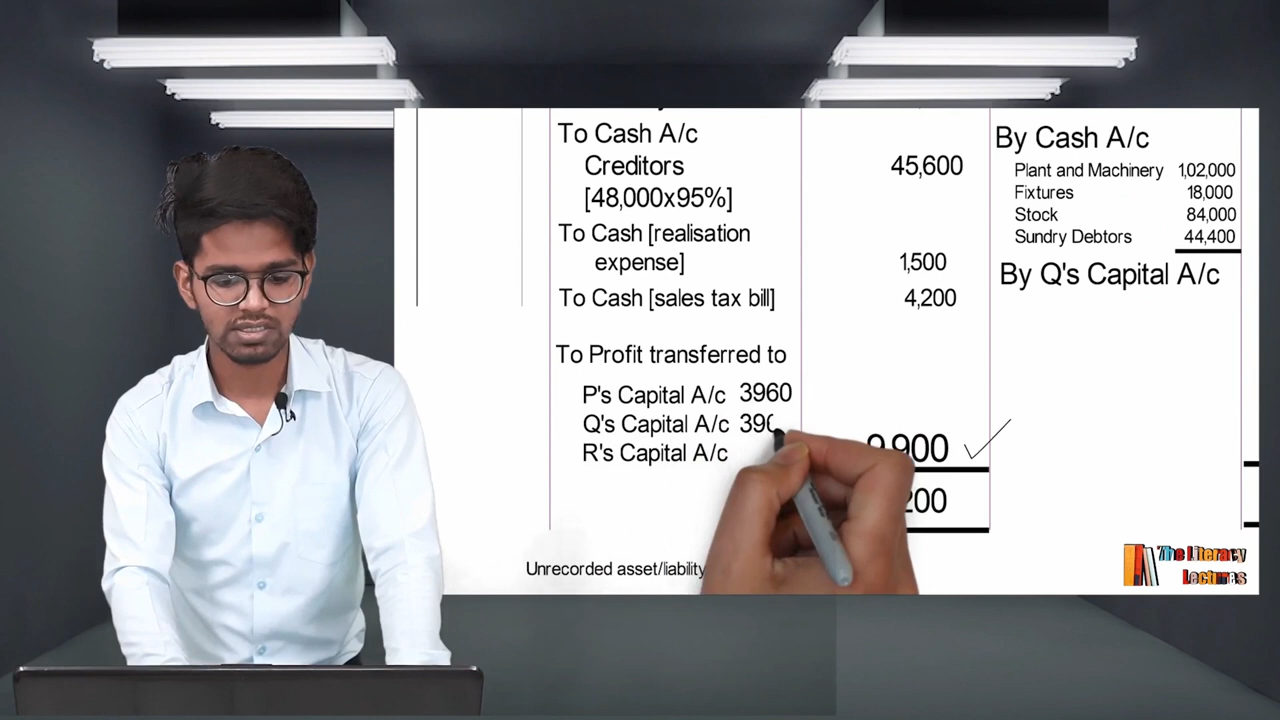 To Cash A/c
Creditors 45,600
[48,000x95%]
To Cash [realisation
expense] 1,500
To Cash [sales tax bill] 4,200
To Profit transferred to
P's Capital A/c 3960
Q's Capital A/c
R's Capital A/c
Unrecorded asset/liability
By Cash A/c
Plant and Machinery 1,02,000
Fixtures 18,000
Stock 84,000
Sundry Debtors 44,400
By Q's Capital A/c
The Literacy
Lectures